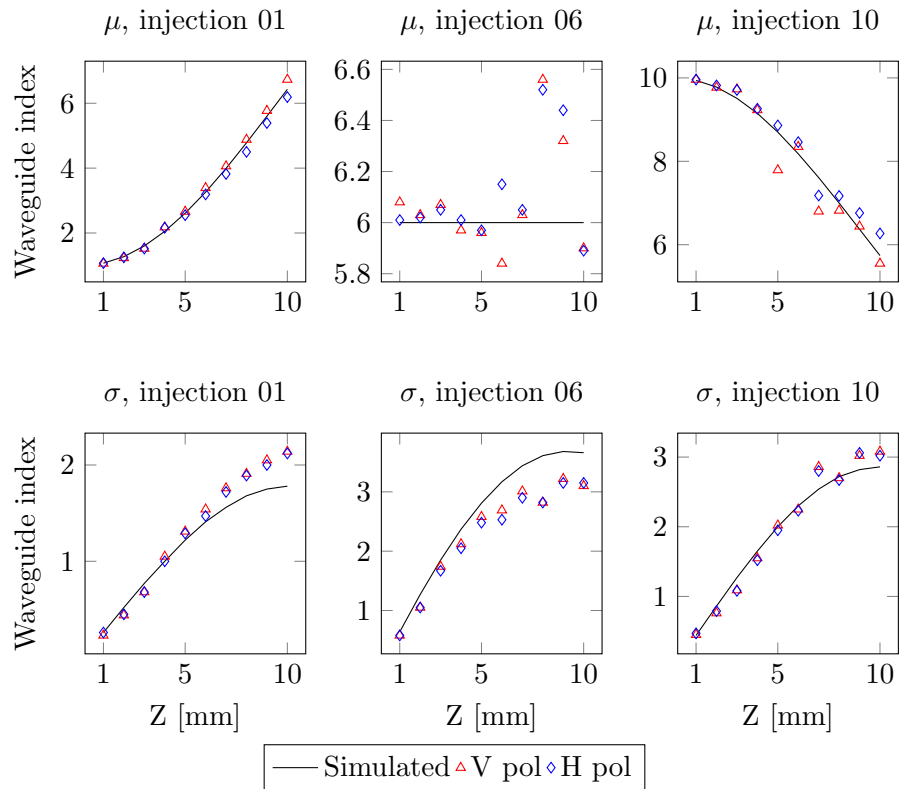 μ, injection 01
μ, injection 06
μ, injection 10
Waveguide index
6
4
2
1 5 10
6.6
6.4
6.2
6
5.8
1 5 10
10
8
6
1 5 10
σ, injection 01
σ, injection 06
σ, injection 10
Waveguide index
2
1
1 5 10
Z [mm]
3
2
1
1 5 10
Z [mm]
3
2
1
1 5 10
Z [mm]
Simulated V pol H pol